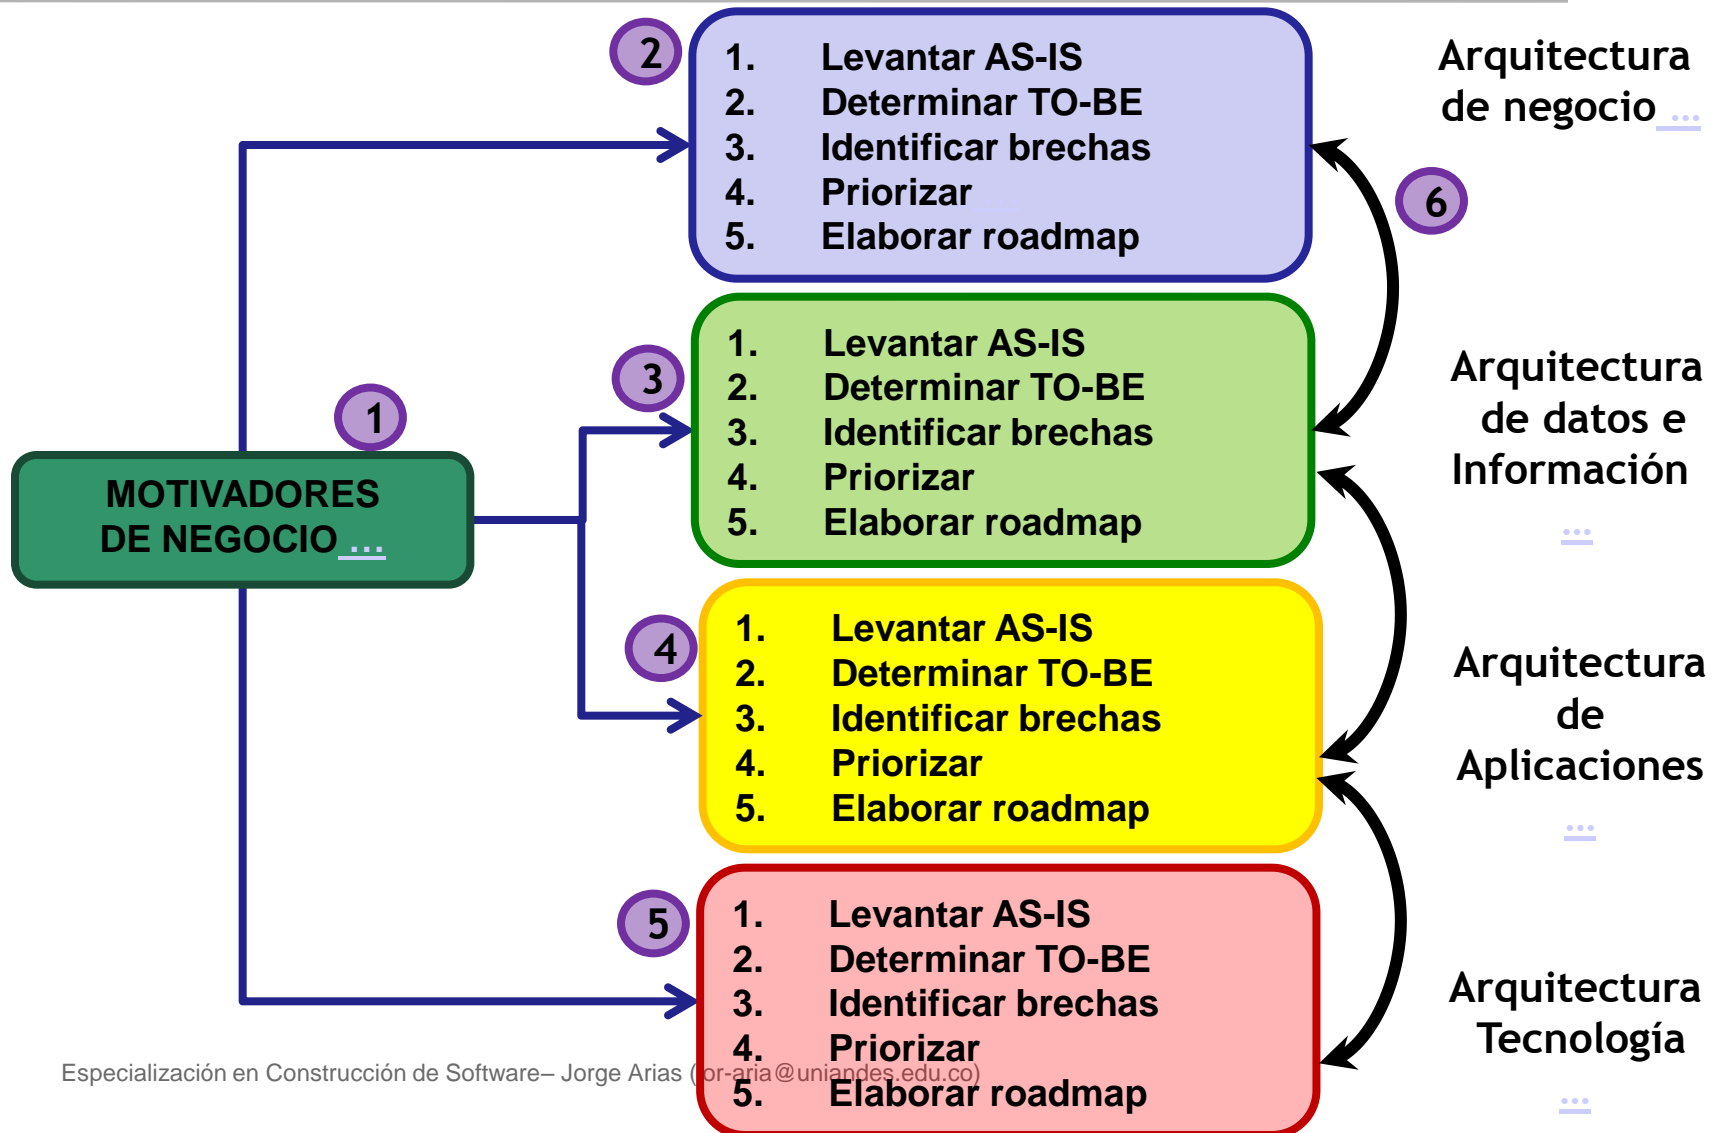 2
1. Levantar AS-IS
2. Determinar TO-BE
3. Identificar brechas
4. Priorizar
5. Elaborar roadmap
Arquitectura
de negocio ...
6
3
1. Levantar AS-IS
2. Determinar TO-BE
3. Identificar brechas
4. Priorizar
5. Elaborar roadmap
Arquitectura
de datos e
Información
...
1
MOTIVADORES
DE NEGOCIO ...
4
1. Levantar AS-IS
2. Determinar TO-BE
3. Identificar brechas
4. Priorizar
5. Elaborar roadmap
Arquitectura
de
Aplicaciones
...
5
1. Levantar AS-IS
2. Determinar TO-BE
3. Identificar brechas
4. Priorizar
5. Elaborar roadmap
Arquitectura
Tecnología
...
Especialización en Construcción de Software– Jorge Arias (jor-aria@uniandes.edu.co)